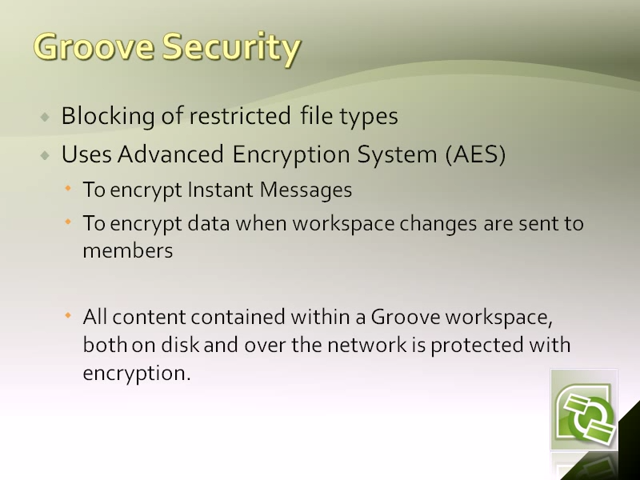 Groove Security
Blocking of restricted file types
Uses Advanced Encryption System (AES)
To encrypt Instant Messages
To encrypt data when workspace changes are sent to
members
All content contained within a Groove workspace,
both on disk and over the network is protected with
encryption.